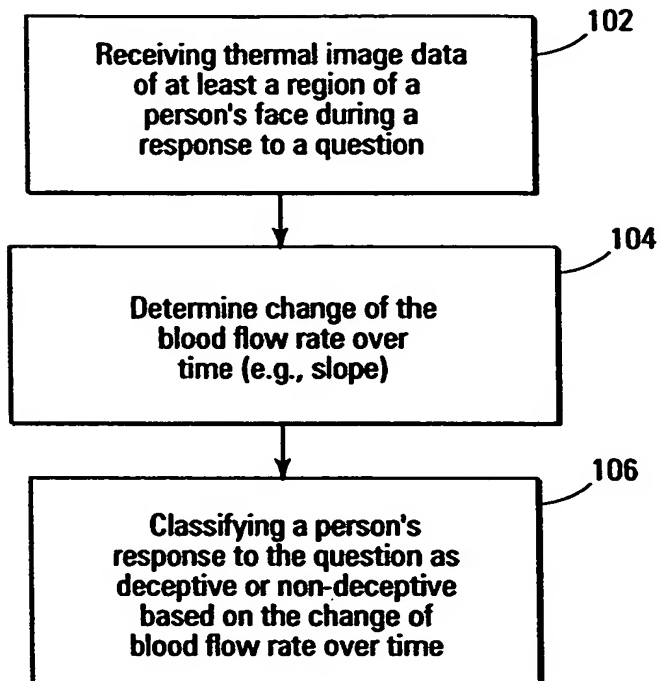 102
Receiving thermal image data
of at least a region of a
person's face during a
response to a question
104
Determine change of the
blood flow rate over
time (e.g., slope)
106
Classifying a person's
response to the question as
deceptive or non-deceptive
based on the change of
blood flow rate over time